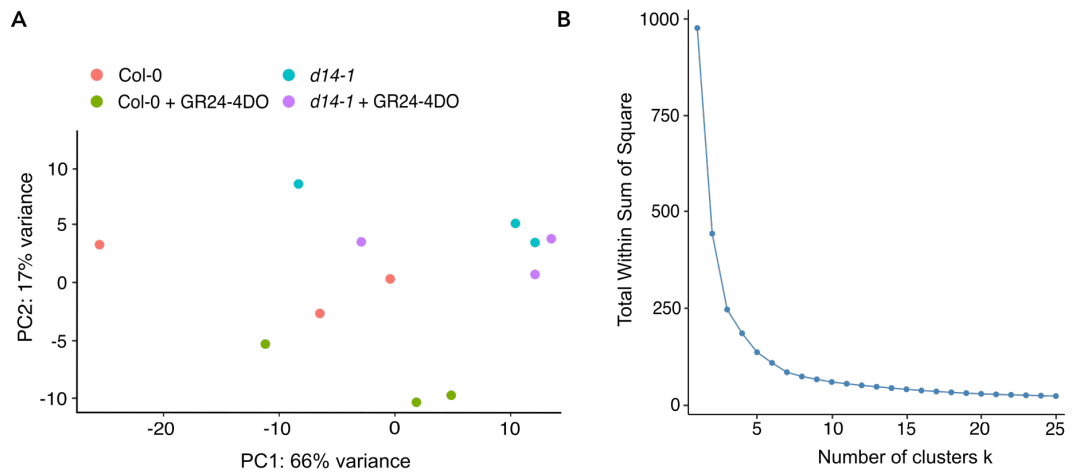 A
Col-0
d14-1
Col-0 + GR24-4DO
d14-1 + GR24-4DO
PC2: 17% variance
10
5
0
-5
-10
-20
-10
0
10
PC1: 66% variance
B
Total Within Sum of Square
1000
750
500
250
0
5
10
15
20
25
Number of clusters k